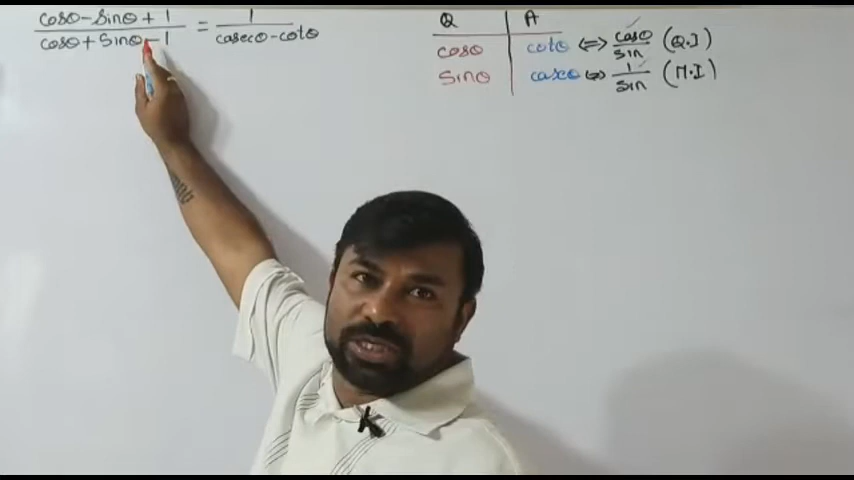 cosθ - sinθ + 1 / cosθ + sinθ - 1 = 1 / cosecθ - cotθ
Q | A
cosθ | cotθ ⇔ cosθ / sin (Q.I)
sinθ | cosecθ ⇔ 1 / sin (M.I)